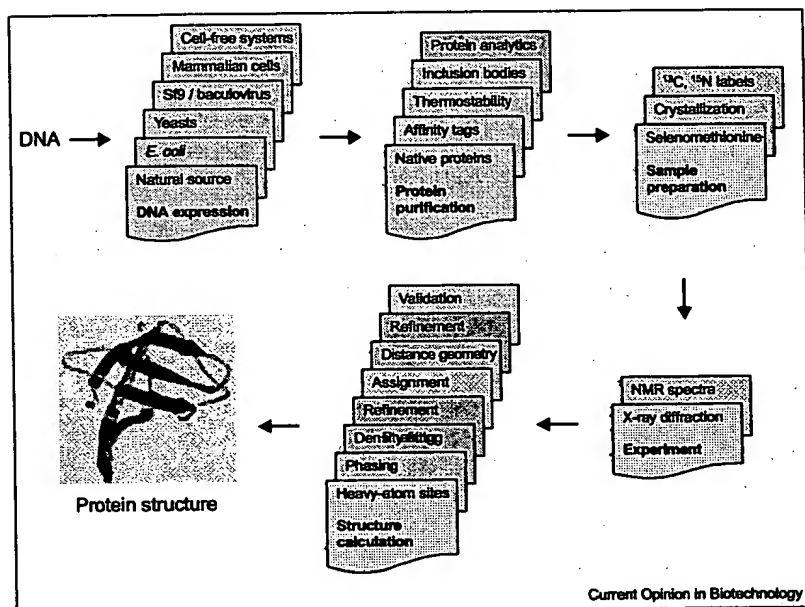 Cell-free systems
Mammalian cells
Sf9 / baculovirus
Yeasts
E. coli
Natural source
DNA expression
DNA
Protein analytics
Inclusion bodies
Thermostability
Affinity tags
Native proteins
Protein
purification
¹³C, ¹⁵N labels
Crystallization
Selenomethionine
Sample
preparation
NMR spectra
X-ray diffraction
Experiment
Validation
Refinement
Distance geometry
Assignment
Refinement
Phasing
Heavy-atom sites
Structure
calculation
Protein structure
Current Opinion in Biotechnology